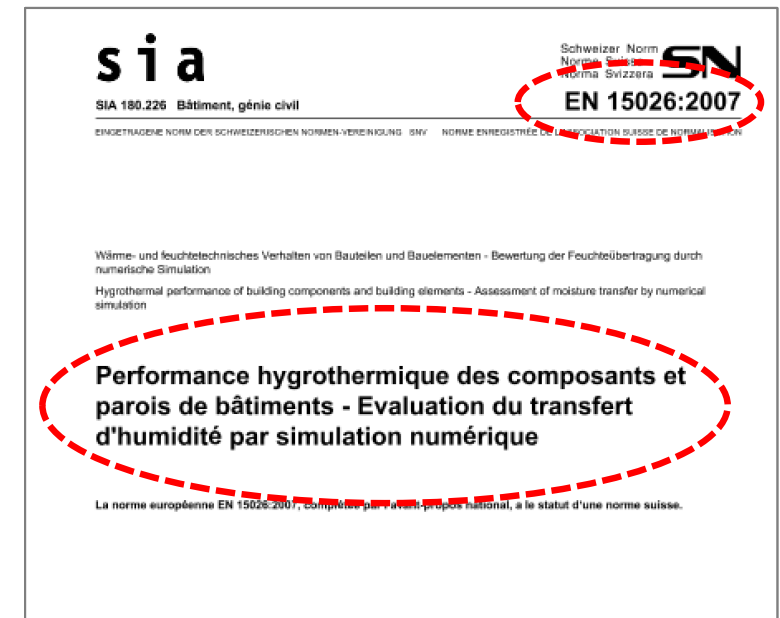 sia
Schweizer Norm
Norme Suisse
Norma Svizzera
SN
SIA 180.226 Bâtiment, génie civil
EN 15026:2007
EINGETRAGENE NORM DER SCHWEIZERISCHEN NORMEN-VEREINIGUNG SNV NORME ENREGISTRÉE DE L'ASSOCIATION SUISSE DE NORMALISATION
Wärme- und feuchtetechnisches Verhalten von Bauteilen und Bauelementen - Bewertung der Feuchteübertragung durch
numerische Simulation
Hygrothermal performance of building components and building elements - Assessment of moisture transfer by numerical
simulation
Performance hygrothermique des composants et
parois de bâtiments - Evaluation du transfert
d'humidité par simulation numérique
La norme européenne EN 15026:2007, complétée par l'avant-propos national, a le statut d'une norme suisse.